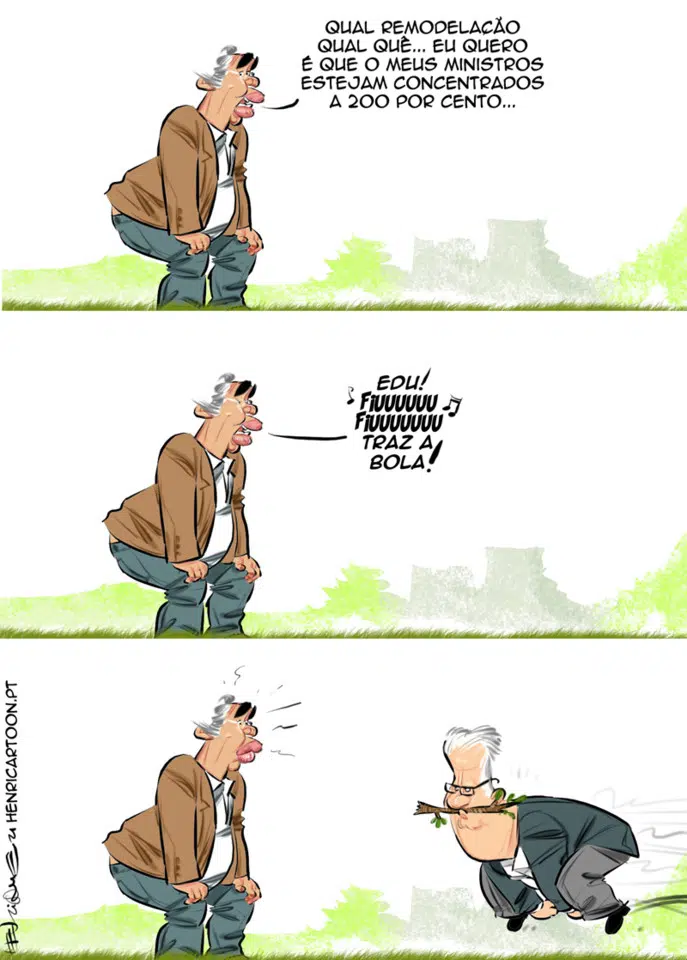 QUAL REMODELAÇÃO
QUAL QUÊ... EU QUERO
É QUE O MEUS MINISTROS
ESTEJAM CONCENTRADOS
A 200 POR CENTO...
EDU!
FIUUUUUU
FIUUUUUUU
TRAZ A
BOLA!
HENRICARTOON.PT